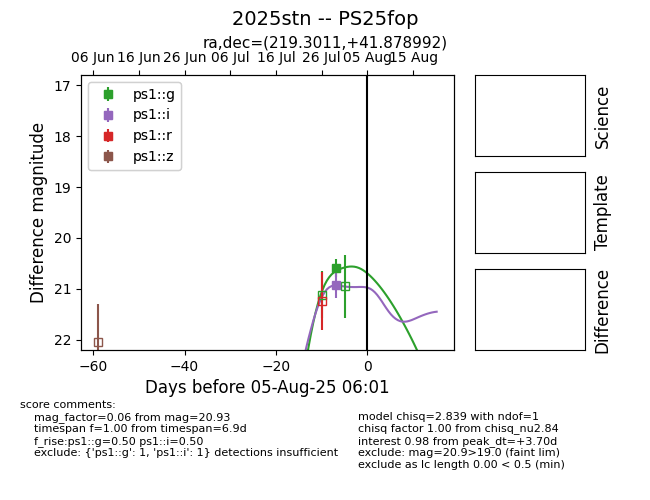 2025stn -- PS25fop
ra,dec=(219.3011,+41.878992)
06 Jun 16 Jun 26 Jun 06 Jul 16 Jul 26 Jul 05 Aug 15 Aug
17
18
19
20
21
22
Difference magnitude
ps1::g
ps1::i
ps1::r
ps1::z
−60 −40 −20 0
Days before 05-Aug-25 06:01
Science
Template
Difference
score comments:
mag_factor=0.06 from mag=20.93
timespan f=1.00 from timespan=6.9d
f_rise:ps1::g=0.50 ps1::i=0.50
exclude: {'ps1::g': 1, 'ps1::i': 1} detections insufficient
model chisq=2.839 with ndof=1
chisq factor 1.00 from chisq_nu2.84
interest 0.98 from peak_dt=+3.70d
exclude: mag=20.9>19.0 (faint lim)
exclude as lc length 0.00 < 0.5 (min)